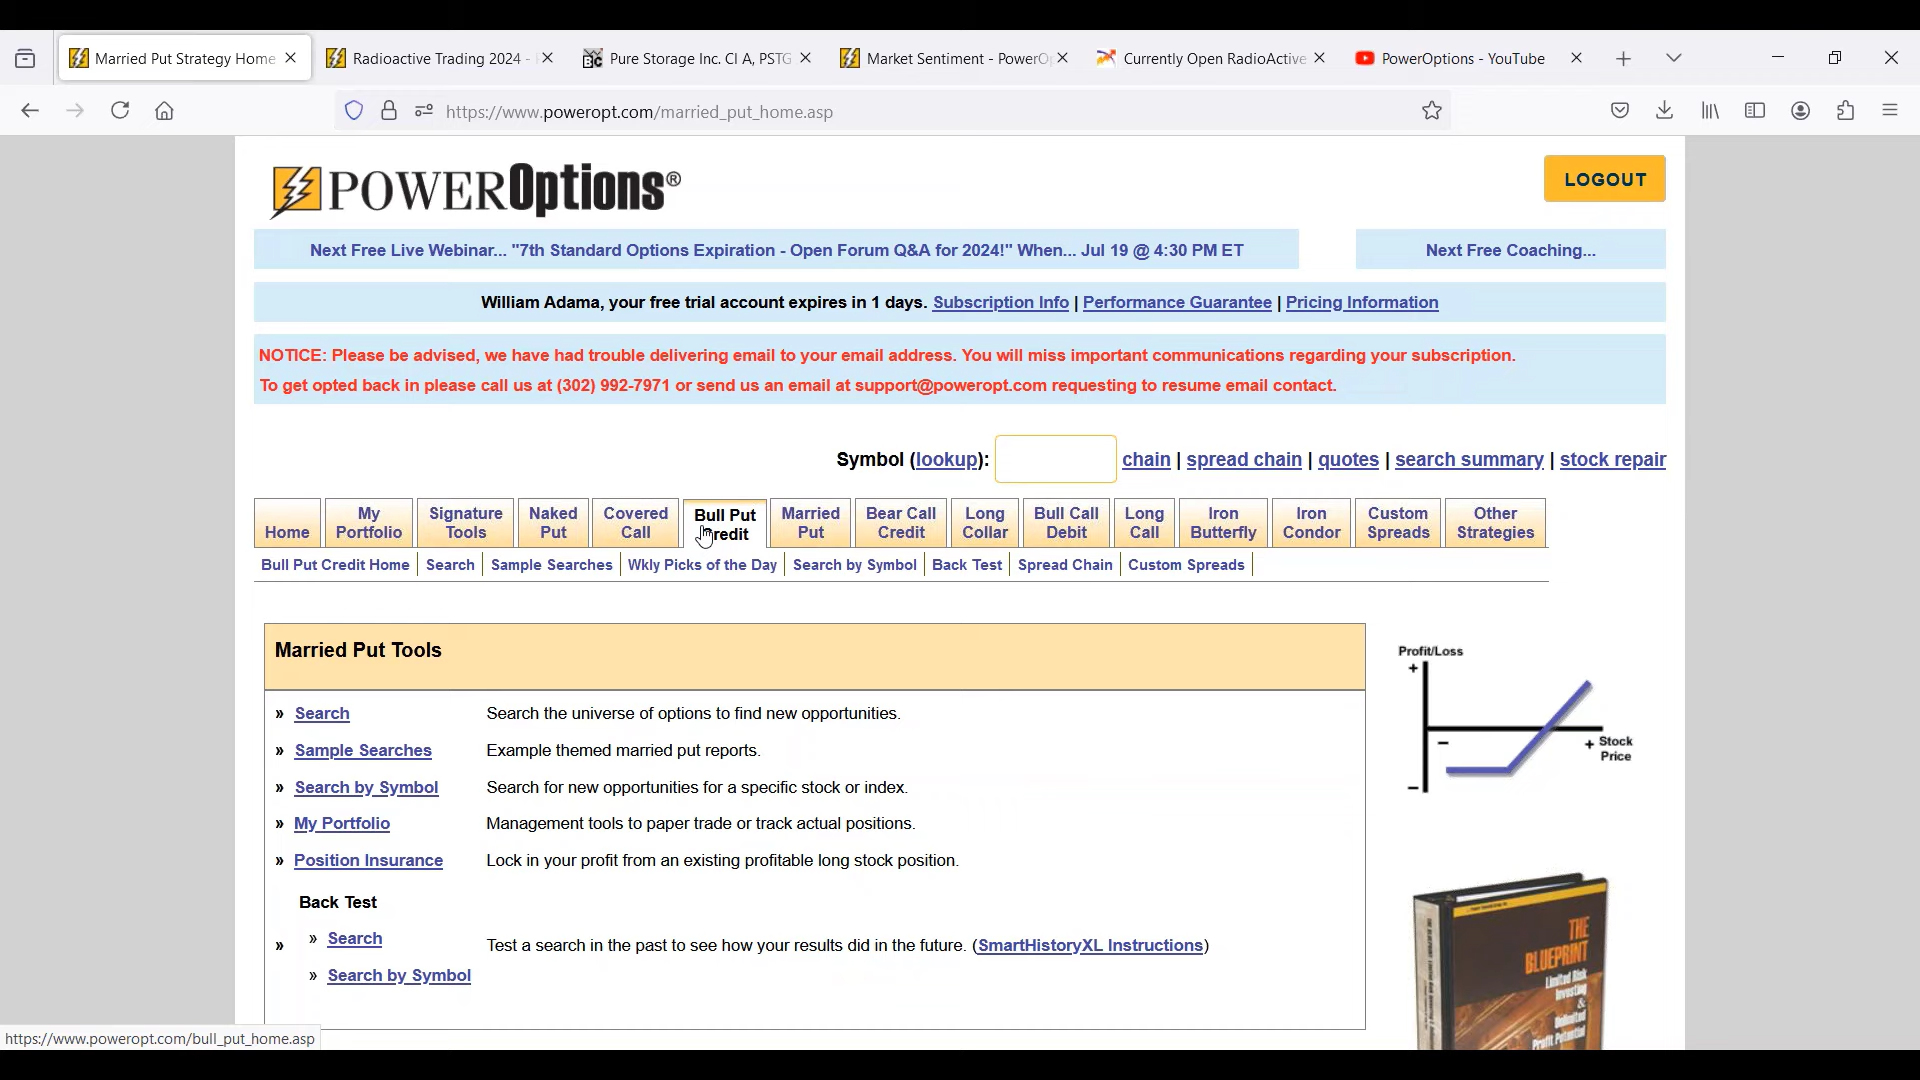 Married Put Strategy Home
Radioactive Trading 2024 -
Pure Storage Inc. Cl A, PSTG
Market Sentiment - PowerO
Currently Open RadioActive
PowerOptions - YouTube
https://www.poweropt.com/married_put_home.asp
POWEROptions®
LOGOUT
Next Free Live Webinar... "7th Standard Options Expiration - Open Forum Q&A for 2024!" When... Jul 19 @ 4:30 PM ET
Next Free Coaching...
William Adama, your free trial account expires in 1 days. Subscription Info | Performance Guarantee | Pricing Information
NOTICE: Please be advised, we have had trouble delivering email to your email address. You will miss important communications regarding your subscription.
To get opted back in please call us at (302) 992-7971 or send us an email at support@poweropt.com requesting to resume email contact.
Symbol (lookup): chain | spread chain | quotes | search summary | stock repair
Home
My Portfolio
Signature Tools
Naked Put
Covered Call
Bull Put redit
Married Put
Bear Call Credit
Long Collar
Bull Call Debit
Long Call
Iron Butterfly
Iron Condor
Custom Spreads
Other Strategies
Bull Put Credit Home | Search | Sample Searches | Wkly Picks of the Day | Search by Symbol | Back Test | Spread Chain | Custom Spreads
Married Put Tools
» Search Search the universe of options to find new opportunities.
» Sample Searches Example themed married put reports.
» Search by Symbol Search for new opportunities for a specific stock or index.
» My Portfolio Management tools to paper trade or track actual positions.
» Position Insurance Lock in your profit from an existing profitable long stock position.
Back Test
» » Search Test a search in the past to see how your results did in the future. (SmartHistoryXL Instructions)
» Search by Symbol
Profit/Loss
+
–
+ Stock
Price
–
THE
BLUEPRINT
Limited Risk
Investing
&
Unlimited
Profit Potential
https://www.poweropt.com/bull_put_home.asp